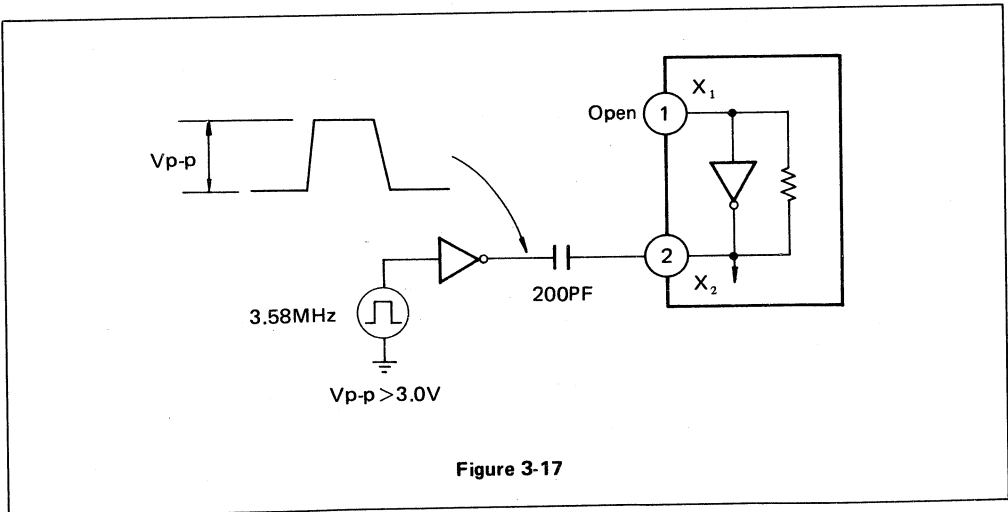 X₁
Open
1
Vp-p
2
X₂
200PF
3.58MHz
Vp-p>3.0V
Figure 3-17